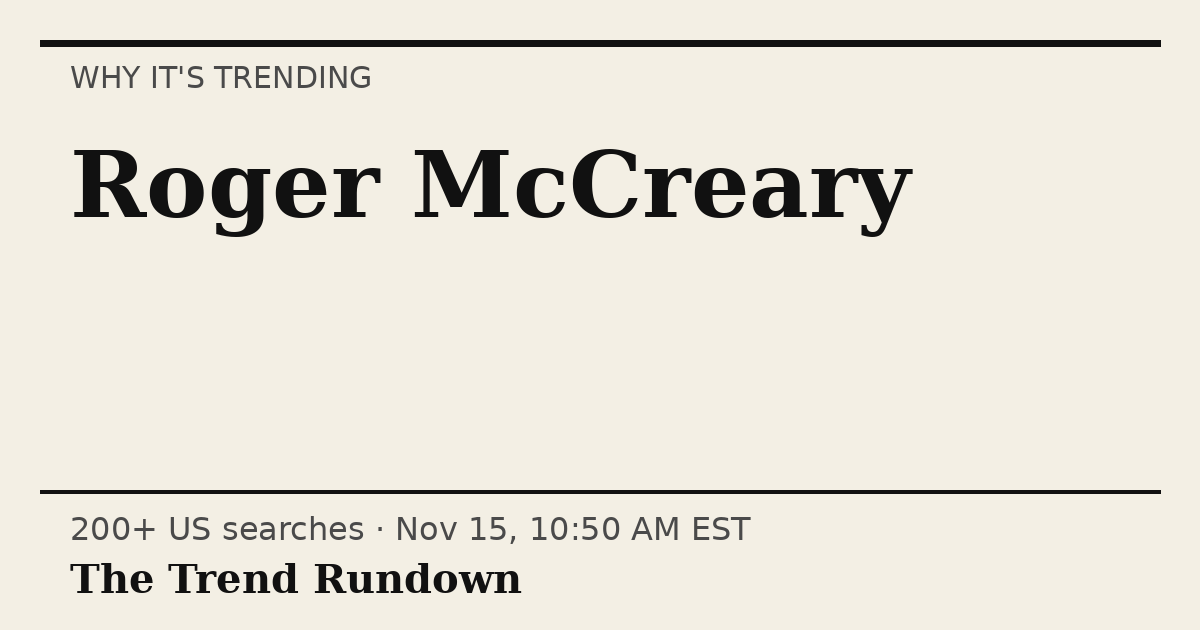 WHY IT'S TRENDING
Roger McCreary
200+ US searches · Nov 15, 10:50 AM EST
The Trend Rundown